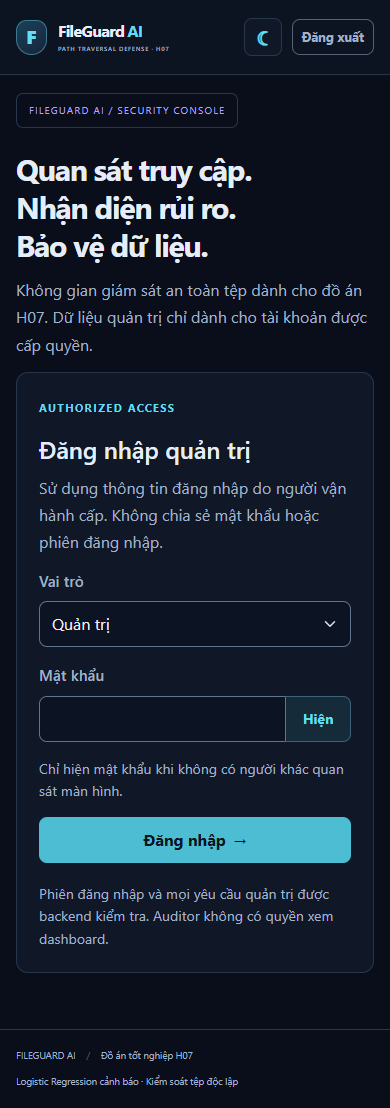 F
FileGuard AI
PATH TRAVERSAL DEFENSE · H07
Đăng xuất
FILEGUARD AI / SECURITY CONSOLE
Quan sát truy cập.
Nhận diện rủi ro.
Bảo vệ dữ liệu.
Không gian giám sát an toàn tệp dành cho đồ án
H07. Dữ liệu quản trị chỉ dành cho tài khoản được
cấp quyền.
AUTHORIZED ACCESS
Đăng nhập quản trị
Sử dụng thông tin đăng nhập do người vận
hành cấp. Không chia sẻ mật khẩu hoặc
phiên đăng nhập.
Vai trò
Quản trị
Mật khẩu
Hiện
Chỉ hiện mật khẩu khi không có người khác quan
sát màn hình.
Đăng nhập →
Phiên đăng nhập và mọi yêu cầu quản trị được
backend kiểm tra. Auditor không có quyền xem
dashboard.
FILEGUARD AI / Đồ án tốt nghiệp H07
Logistic Regression cảnh báo · Kiểm soát tệp độc lập